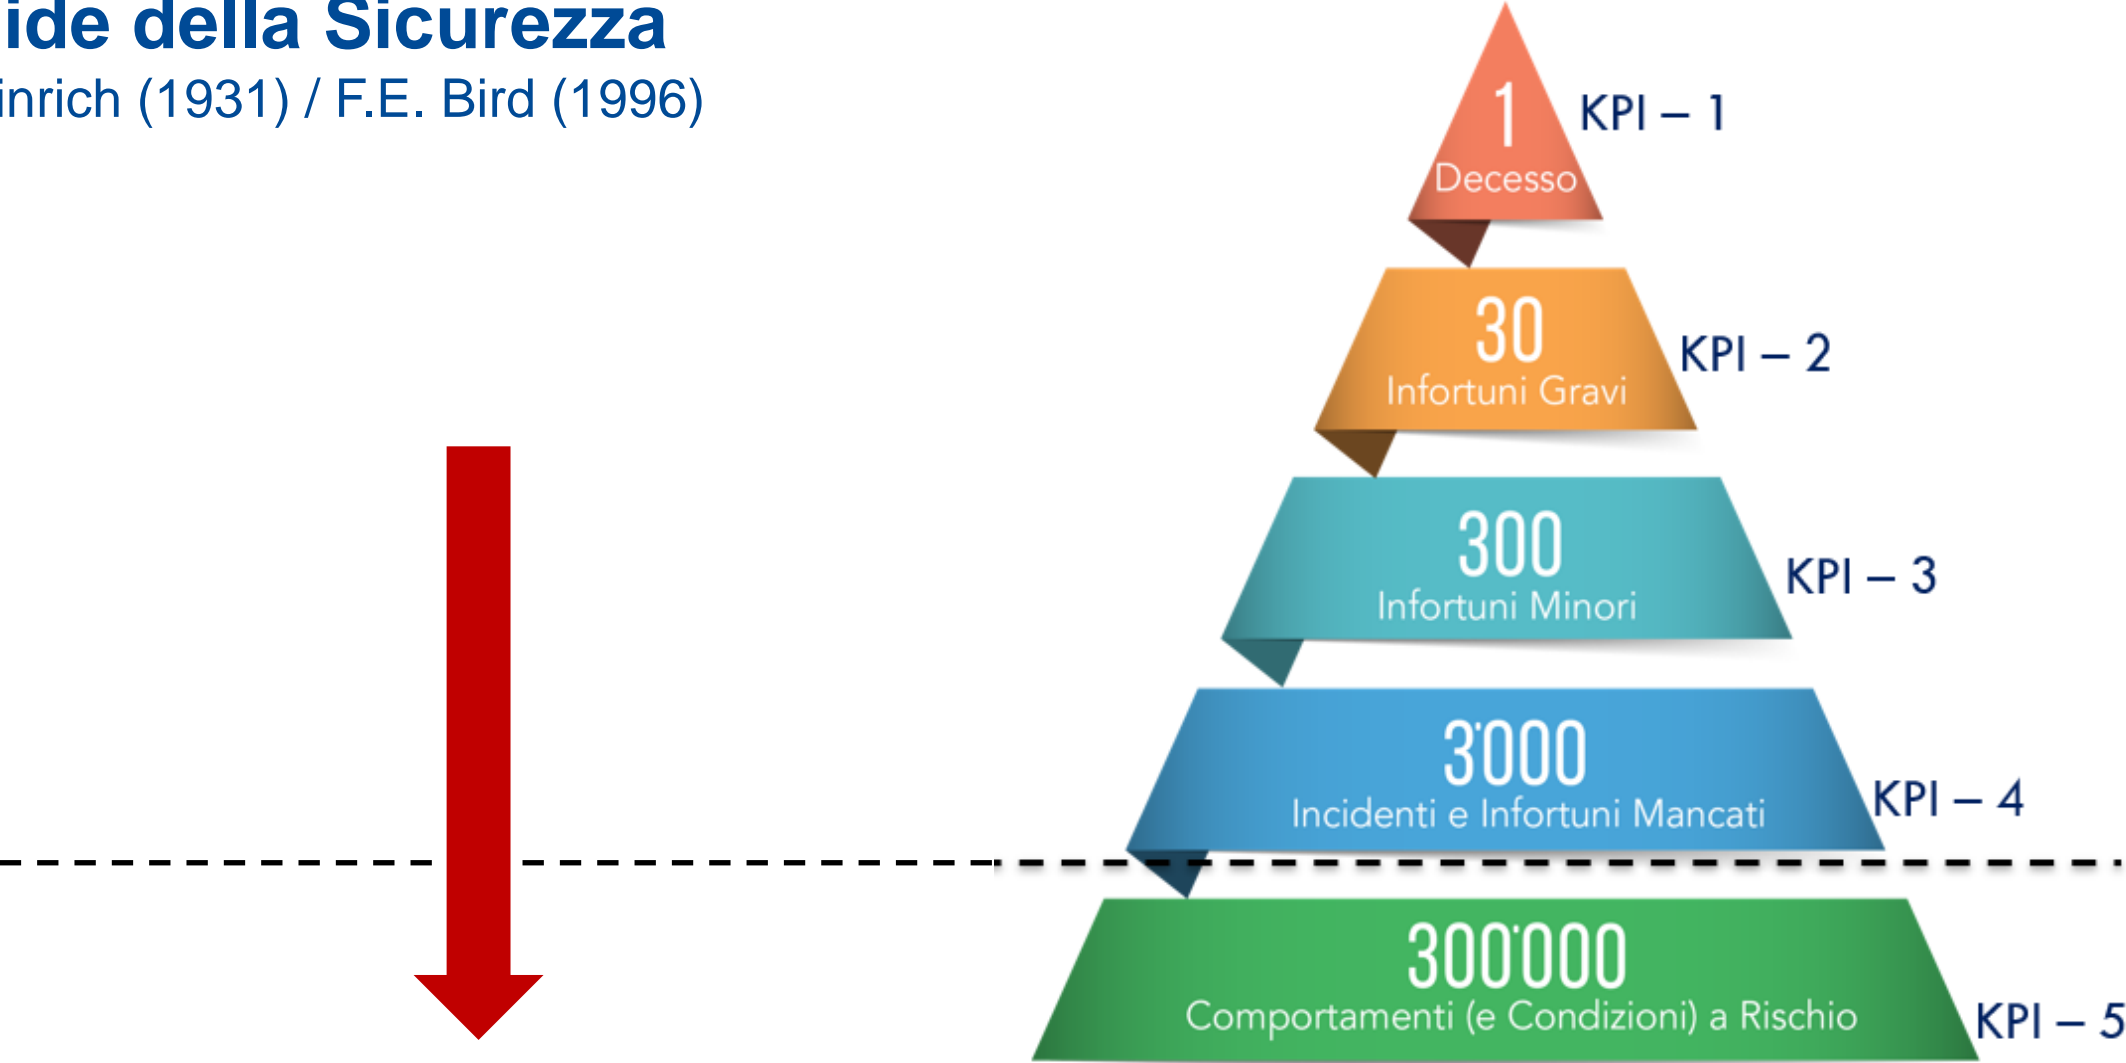 ide della Sicurezza
inrich (1931) / F.E. Bird (1996)
1
Decesso
KPI – 1
30
Infortuni Gravi
KPI – 2
300
Infortuni Minori
KPI – 3
3'000
Incidenti e Infortuni Mancati
KPI – 4
300'000
Comportamenti (e Condizioni) a Rischio
KPI – 5